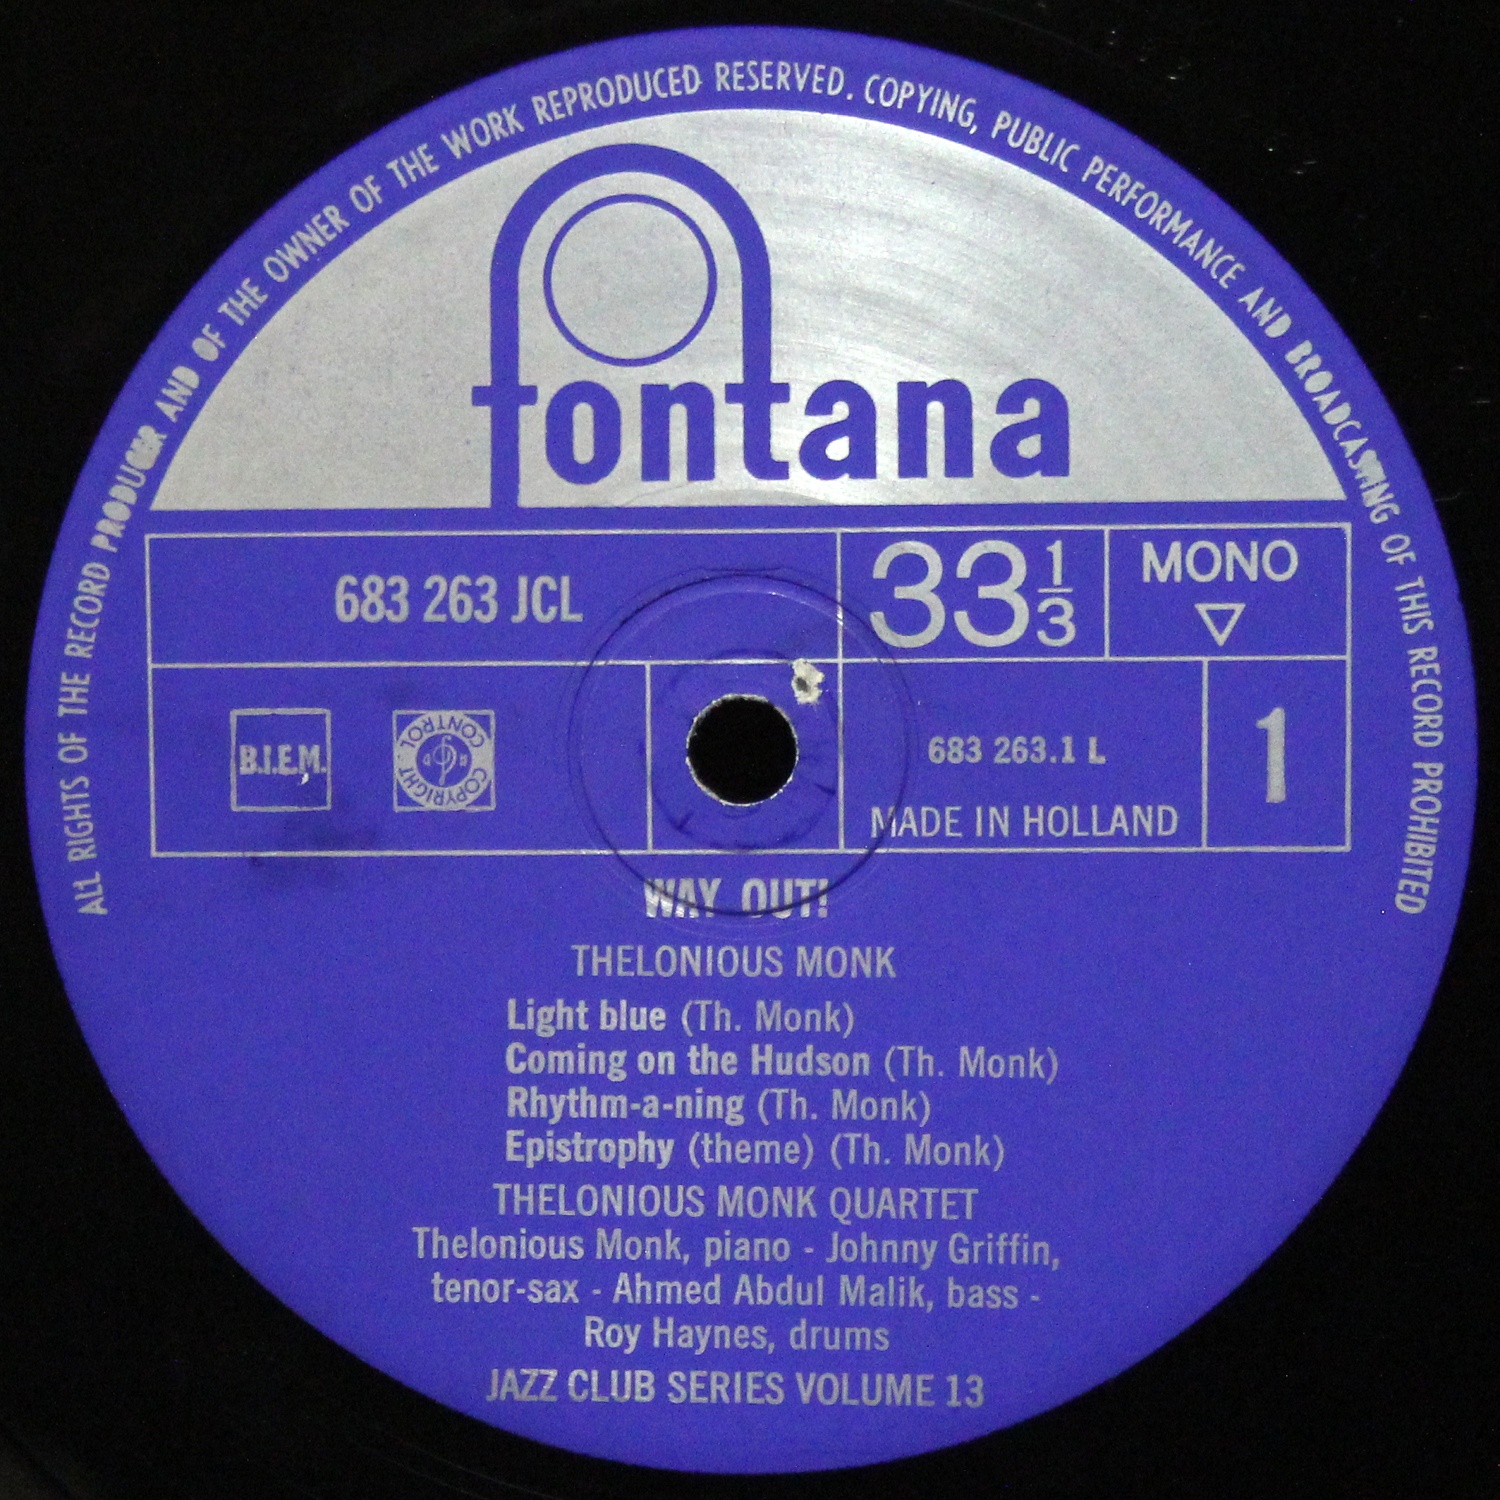 ALL RIGHTS OF THE RECORD PRODUCER AND OF THE OWNER OF THE WORK REPRODUCED RESERVED. COPYING, PUBLIC PERFORMANCE AND BROADCASTING OF THIS RECORD PROHIBITED
fontana
683 263 JCL
33 1/3
MONO
B.I.E.M.
COPYRIGHT CONTROL
683 263.1 L
MADE IN HOLLAND
1
WAY OUT!
THELONIOUS MONK
Light blue (Th. Monk)
Coming on the Hudson (Th. Monk)
Rhythm-a-ning (Th. Monk)
Epistrophy (theme) (Th. Monk)
THELONIOUS MONK QUARTET
Thelonious Monk, piano - Johnny Griffin,
tenor-sax - Ahmed Abdul Malik, bass -
Roy Haynes, drums
JAZZ CLUB SERIES VOLUME 13